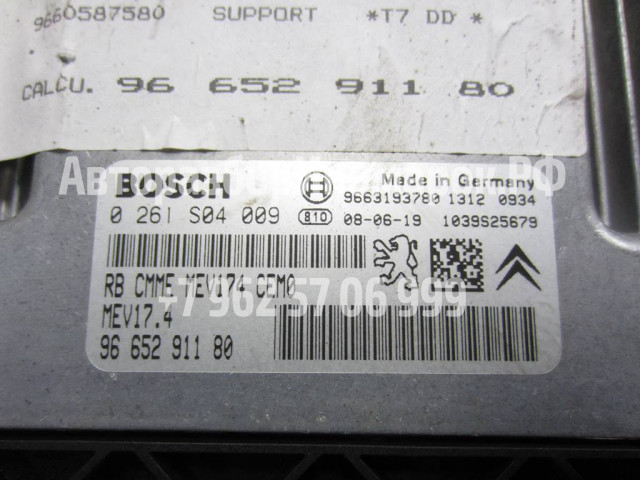 9660587580 SUPPORT *T7 DD *
CALCU. 96 652 911 80
BOSCH Made in Germany
9663193780 1312 0934
0 261 S04 009 810 08-06-19 1039S25679
RB CMME MEV174 CEM0
MEV17.4
96 652 911 80
+7 962 57 06 999